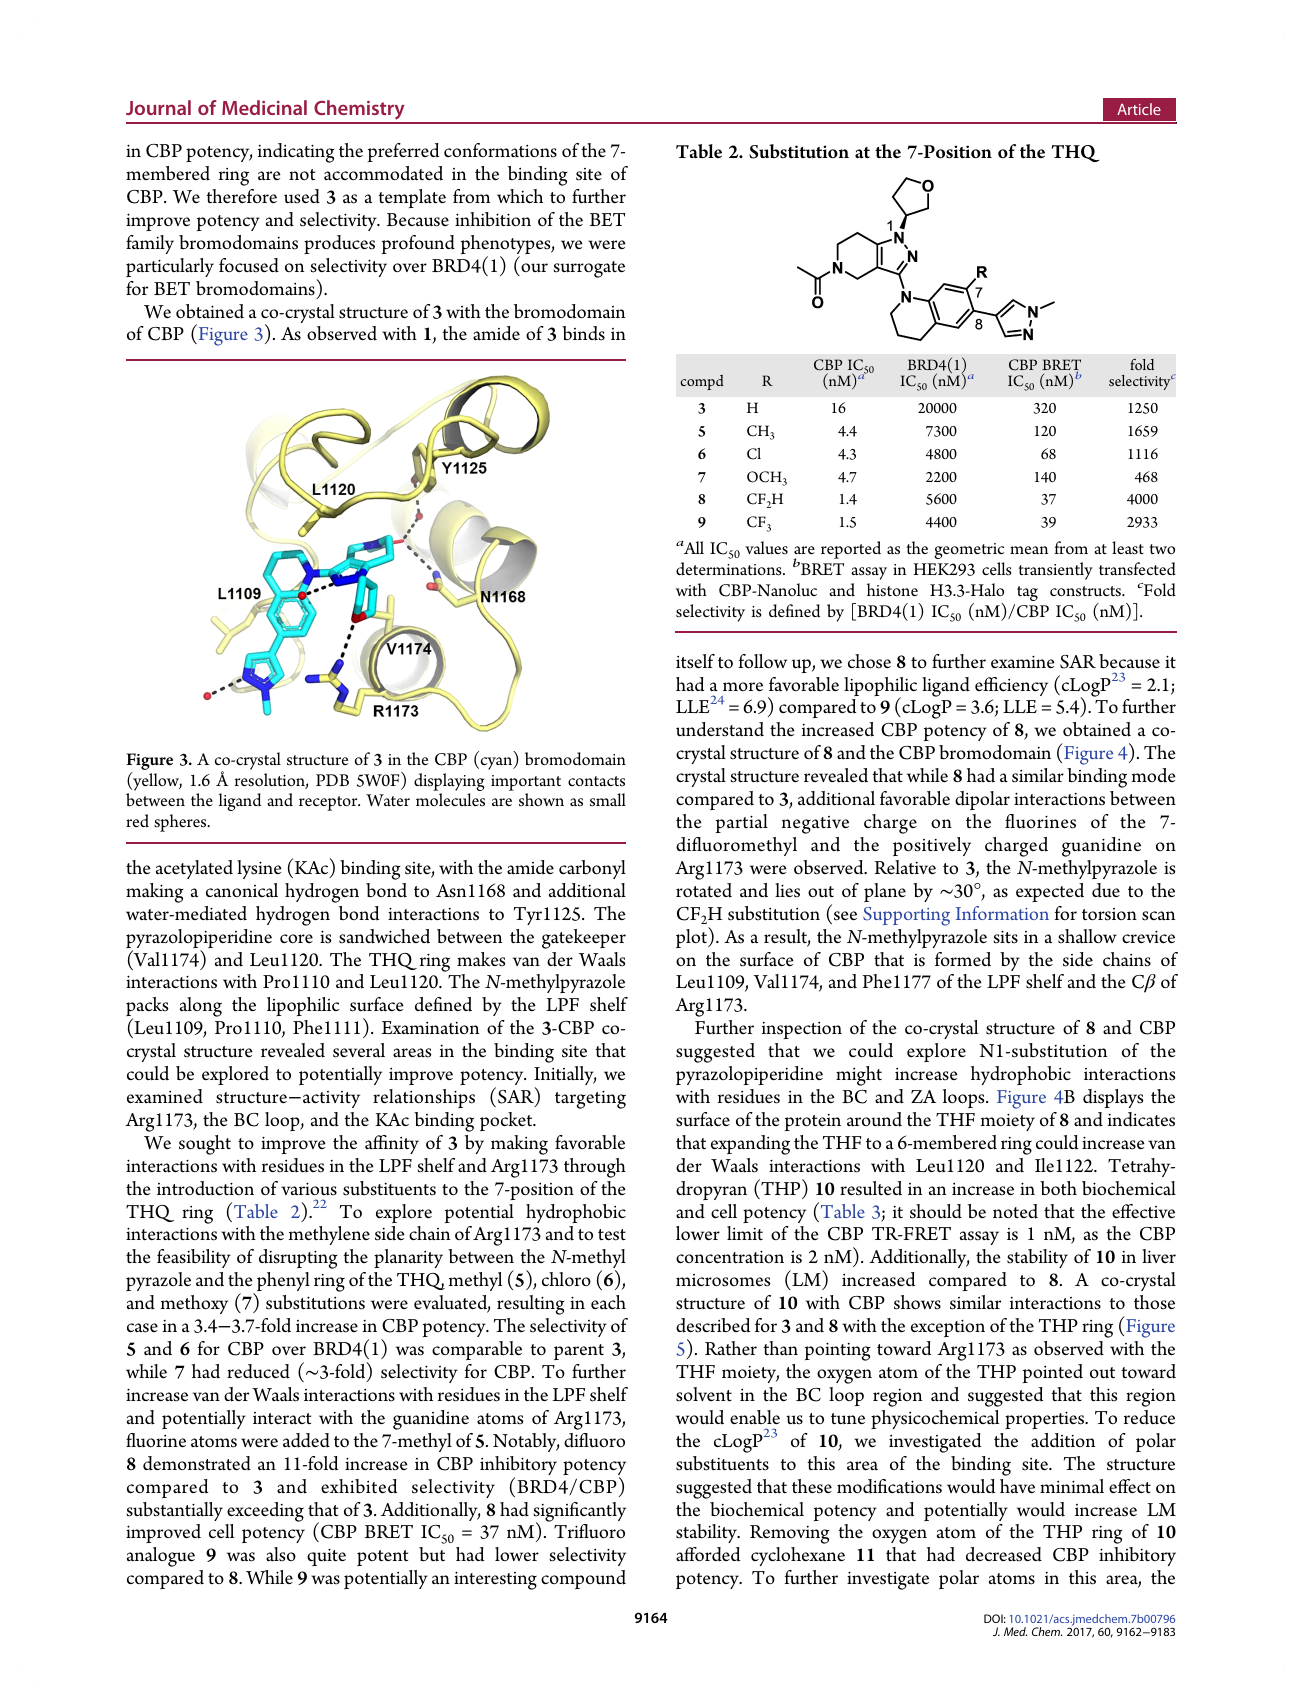 Journal of Medicinal Chemistry
Article
in CBP potency, indicating the preferred conformations of the 7-
membered ring are not accommodated in the binding site of
CBP. We therefore used 3 as a template from which to further
improve potency and selectivity. Because inhibition of the BET
family bromodomains produces profound phenotypes, we were
particularly focused on selectivity over BRD4(1) (our surrogate
for BET bromodomains).
We obtained a co-crystal structure of 3 with the bromodomain
of CBP (Figure 3). As observed with 1, the amide of 3 binds in
Y1125
L1120
L1109
N1168
V1174
R1173
Figure 3. A co-crystal structure of 3 in the CBP (cyan) bromodomain
(yellow, 1.6 Å resolution, PDB 5W0F) displaying important contacts
between the ligand and receptor. Water molecules are shown as small
red spheres.
the acetylated lysine (KAc) binding site, with the amide carbonyl
making a canonical hydrogen bond to Asn1168 and additional
water-mediated hydrogen bond interactions to Tyr1125. The
pyrazolopiperidine core is sandwiched between the gatekeeper
(Val1174) and Leu1120. The THQ ring makes van der Waals
interactions with Pro1110 and Leu1120. The N-methylpyrazole
packs along the lipophilic surface defined by the LPF shelf
(Leu1109, Pro1110, Phe1111). Examination of the 3-CBP co-
crystal structure revealed several areas in the binding site that
could be explored to potentially improve potency. Initially, we
examined structure−activity relationships (SAR) targeting
Arg1173, the BC loop, and the KAc binding pocket.
We sought to improve the affinity of 3 by making favorable
interactions with residues in the LPF shelf and Arg1173 through
the introduction of various substituents to the 7-position of the
THQ ring (Table 2).22 To explore potential hydrophobic
interactions with the methylene side chain of Arg1173 and to test
the feasibility of disrupting the planarity between the N-methyl
pyrazole and the phenyl ring of the THQ, methyl (5), chloro (6),
and methoxy (7) substitutions were evaluated, resulting in each
case in a 3.4−3.7-fold increase in CBP potency. The selectivity of
5 and 6 for CBP over BRD4(1) was comparable to parent 3,
while 7 had reduced (∼3-fold) selectivity for CBP. To further
increase van der Waals interactions with residues in the LPF shelf
and potentially interact with the guanidine atoms of Arg1173,
fluorine atoms were added to the 7-methyl of 5. Notably, difluoro
8 demonstrated an 11-fold increase in CBP inhibitory potency
compared to 3 and exhibited selectivity (BRD4/CBP)
substantially exceeding that of 3. Additionally, 8 had significantly
improved cell potency (CBP BRET IC50 = 37 nM). Trifluoro
analogue 9 was also quite potent but had lower selectivity
compared to 8. While 9 was potentially an interesting compound
Table 2. Substitution at the 7-Position of the THQ
O
1
N
N
N
O
N
R
7
8
N
N
compd R CBP IC50 (nM)a BRD4(1) IC50 (nM)a CBP BRET IC50 (nM)b fold selectivityc
3 H 16 20000 320 1250
5 CH3 4.4 7300 120 1659
6 Cl 4.3 4800 68 1116
7 OCH3 4.7 2200 140 468
8 CF2H 1.4 5600 37 4000
9 CF3 1.5 4400 39 2933
aAll IC50 values are reported as the geometric mean from at least two
determinations. bBRET assay in HEK293 cells transiently transfected
with CBP-Nanoluc and histone H3.3-Halo tag constructs. cFold
selectivity is defined by [BRD4(1) IC50 (nM)/CBP IC50 (nM)].
itself to follow up, we chose 8 to further examine SAR because it
had a more favorable lipophilic ligand efficiency (cLogP23 = 2.1;
LLE24 = 6.9) compared to 9 (cLogP = 3.6; LLE = 5.4). To further
understand the increased CBP potency of 8, we obtained a co-
crystal structure of 8 and the CBP bromodomain (Figure 4). The
crystal structure revealed that while 8 had a similar binding mode
compared to 3, additional favorable dipolar interactions between
the partial negative charge on the fluorines of the 7-
difluoromethyl and the positively charged guanidine on
Arg1173 were observed. Relative to 3, the N-methylpyrazole is
rotated and lies out of plane by ∼30°, as expected due to the
CF2H substitution (see Supporting Information for torsion scan
plot). As a result, the N-methylpyrazole sits in a shallow crevice
on the surface of CBP that is formed by the side chains of
Leu1109, Val1174, and Phe1177 of the LPF shelf and the Cβ of
Arg1173.
Further inspection of the co-crystal structure of 8 and CBP
suggested that we could explore N1-substitution of the
pyrazolopiperidine might increase hydrophobic interactions
with residues in the BC and ZA loops. Figure 4B displays the
surface of the protein around the THF moiety of 8 and indicates
that expanding the THF to a 6-membered ring could increase van
der Waals interactions with Leu1120 and Ile1122. Tetrahy-
dropyran (THP) 10 resulted in an increase in both biochemical
and cell potency (Table 3; it should be noted that the effective
lower limit of the CBP TR-FRET assay is 1 nM, as the CBP
concentration is 2 nM). Additionally, the stability of 10 in liver
microsomes (LM) increased compared to 8. A co-crystal
structure of 10 with CBP shows similar interactions to those
described for 3 and 8 with the exception of the THP ring (Figure
5). Rather than pointing toward Arg1173 as observed with the
THF moiety, the oxygen atom of the THP pointed out toward
solvent in the BC loop region and suggested that this region
would enable us to tune physicochemical properties. To reduce
the cLogP23 of 10, we investigated the addition of polar
substituents to this area of the binding site. The structure
suggested that these modifications would have minimal effect on
the biochemical potency and potentially would increase LM
stability. Removing the oxygen atom of the THP ring of 10
afforded cyclohexane 11 that had decreased CBP inhibitory
potency. To further investigate polar atoms in this area, the
9164
DOI: 10.1021/acs.jmedchem.7b00796
J. Med. Chem. 2017, 60, 9162−9183